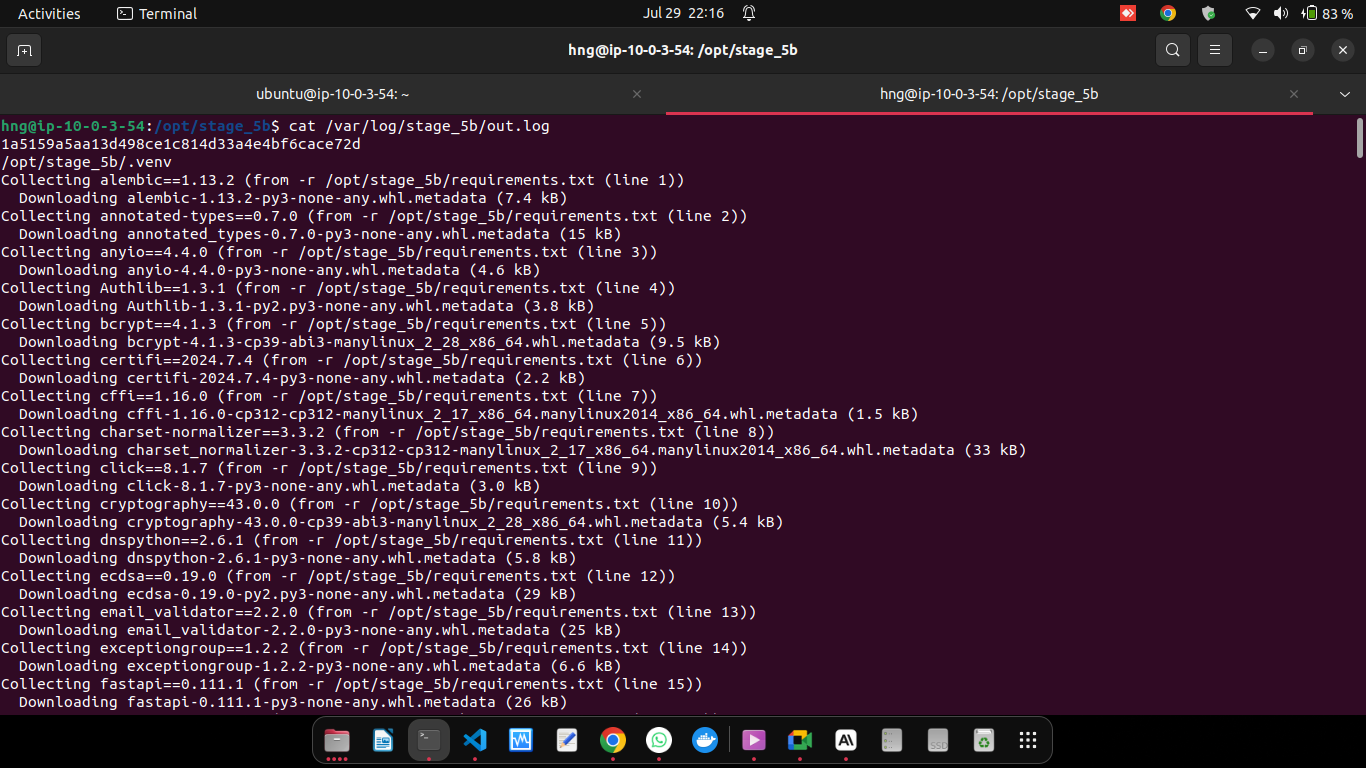 Activities
Terminal
Jul 29 22:16
83 %
hng@ip-10-0-3-54: /opt/stage_5b
ubuntu@ip-10-0-3-54: ~
hng@ip-10-0-3-54: /opt/stage_5b
hng@ip-10-0-3-54:/opt/stage_5b$ cat /var/log/stage_5b/out.log
1a5159a5aa13d498ce1c814d33a4e4bf6cace72d
/opt/stage_5b/.venv
Collecting alembic==1.13.2 (from -r /opt/stage_5b/requirements.txt (line 1))
  Downloading alembic-1.13.2-py3-none-any.whl.metadata (7.4 kB)
Collecting annotated-types==0.7.0 (from -r /opt/stage_5b/requirements.txt (line 2))
  Downloading annotated_types-0.7.0-py3-none-any.whl.metadata (15 kB)
Collecting anyio==4.4.0 (from -r /opt/stage_5b/requirements.txt (line 3))
  Downloading anyio-4.4.0-py3-none-any.whl.metadata (4.6 kB)
Collecting Authlib==1.3.1 (from -r /opt/stage_5b/requirements.txt (line 4))
  Downloading Authlib-1.3.1-py2.py3-none-any.whl.metadata (3.8 kB)
Collecting bcrypt==4.1.3 (from -r /opt/stage_5b/requirements.txt (line 5))
  Downloading bcrypt-4.1.3-cp39-abi3-manylinux_2_28_x86_64.whl.metadata (9.5 kB)
Collecting certifi==2024.7.4 (from -r /opt/stage_5b/requirements.txt (line 6))
  Downloading certifi-2024.7.4-py3-none-any.whl.metadata (2.2 kB)
Collecting cffi==1.16.0 (from -r /opt/stage_5b/requirements.txt (line 7))
  Downloading cffi-1.16.0-cp312-cp312-manylinux_2_17_x86_64.manylinux2014_x86_64.whl.metadata (1.5 kB)
Collecting charset-normalizer==3.3.2 (from -r /opt/stage_5b/requirements.txt (line 8))
  Downloading charset_normalizer-3.3.2-cp312-cp312-manylinux_2_17_x86_64.manylinux2014_x86_64.whl.metadata (33 kB)
Collecting click==8.1.7 (from -r /opt/stage_5b/requirements.txt (line 9))
  Downloading click-8.1.7-py3-none-any.whl.metadata (3.0 kB)
Collecting cryptography==43.0.0 (from -r /opt/stage_5b/requirements.txt (line 10))
  Downloading cryptography-43.0.0-cp39-abi3-manylinux_2_28_x86_64.whl.metadata (5.4 kB)
Collecting dnspython==2.6.1 (from -r /opt/stage_5b/requirements.txt (line 11))
  Downloading dnspython-2.6.1-py3-none-any.whl.metadata (5.8 kB)
Collecting ecdsa==0.19.0 (from -r /opt/stage_5b/requirements.txt (line 12))
  Downloading ecdsa-0.19.0-py2.py3-none-any.whl.metadata (29 kB)
Collecting email_validator==2.2.0 (from -r /opt/stage_5b/requirements.txt (line 13))
  Downloading email_validator-2.2.0-py3-none-any.whl.metadata (25 kB)
Collecting exceptiongroup==1.2.2 (from -r /opt/stage_5b/requirements.txt (line 14))
  Downloading exceptiongroup-1.2.2-py3-none-any.whl.metadata (6.6 kB)
Collecting fastapi==0.111.1 (from -r /opt/stage_5b/requirements.txt (line 15))
  Downloading fastapi-0.111.1-py3-none-any.whl.metadata (26 kB)
AI
SSD